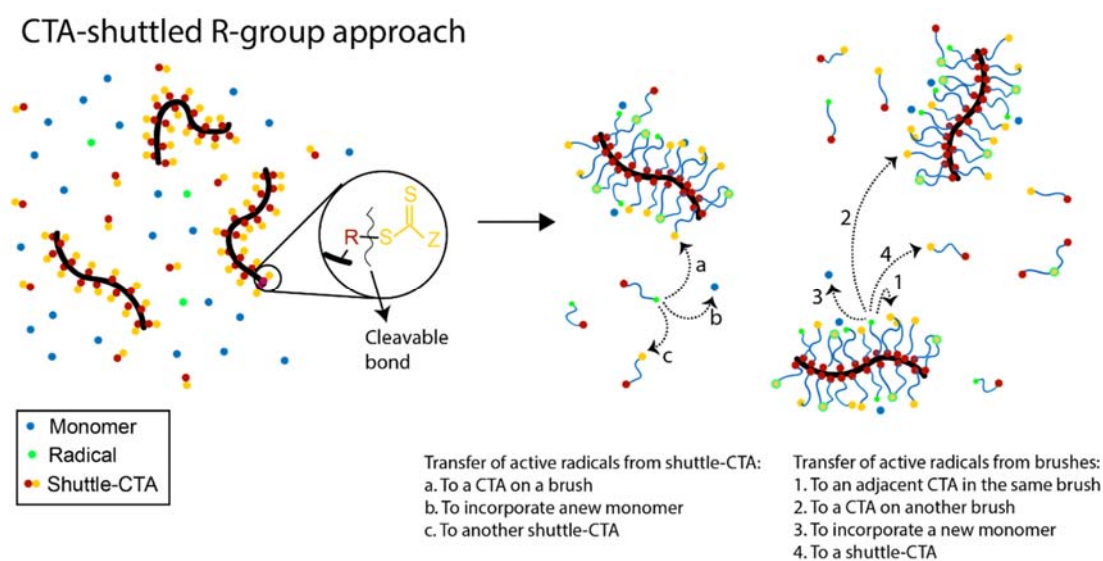 CTA-shuttled R-group approach
S
R
S
Z
Cleavable
bond
Monomer
Radical
Shuttle-CTA
a
b
c
2
4
1
3
Transfer of active radicals from shuttle-CTA:
a. To a CTA on a brush
b. To incorporate anew monomer
c. To another shuttle-CTA
Transfer of active radicals from brushes:
1. To an adjacent CTA in the same brush
2. To a CTA on another brush
3. To incorporate a new monomer
4. To a shuttle-CTA